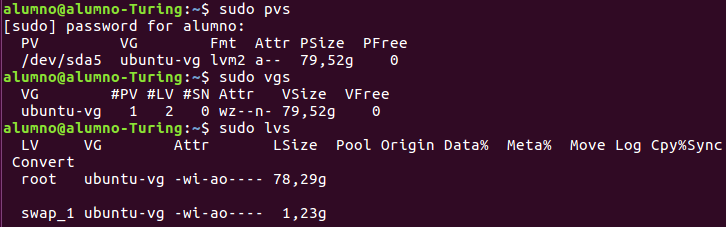 alumno@alumno-Turing:~$ sudo pvs
[sudo] password for alumno:
  PV         VG        Fmt  Attr PSize  PFree
  /dev/sda5  ubuntu-vg lvm2 a--  79,52g    0
alumno@alumno-Turing:~$ sudo vgs
  VG        #PV #LV #SN Attr   VSize  VFree
  ubuntu-vg   1   2   0 wz--n- 79,52g    0
alumno@alumno-Turing:~$ sudo lvs
  LV     VG        Attr       LSize  Pool Origin Data%  Meta%  Move Log Cpy%Sync
 Convert
  root   ubuntu-vg -wi-ao---- 78,29g
  swap_1 ubuntu-vg -wi-ao----  1,23g